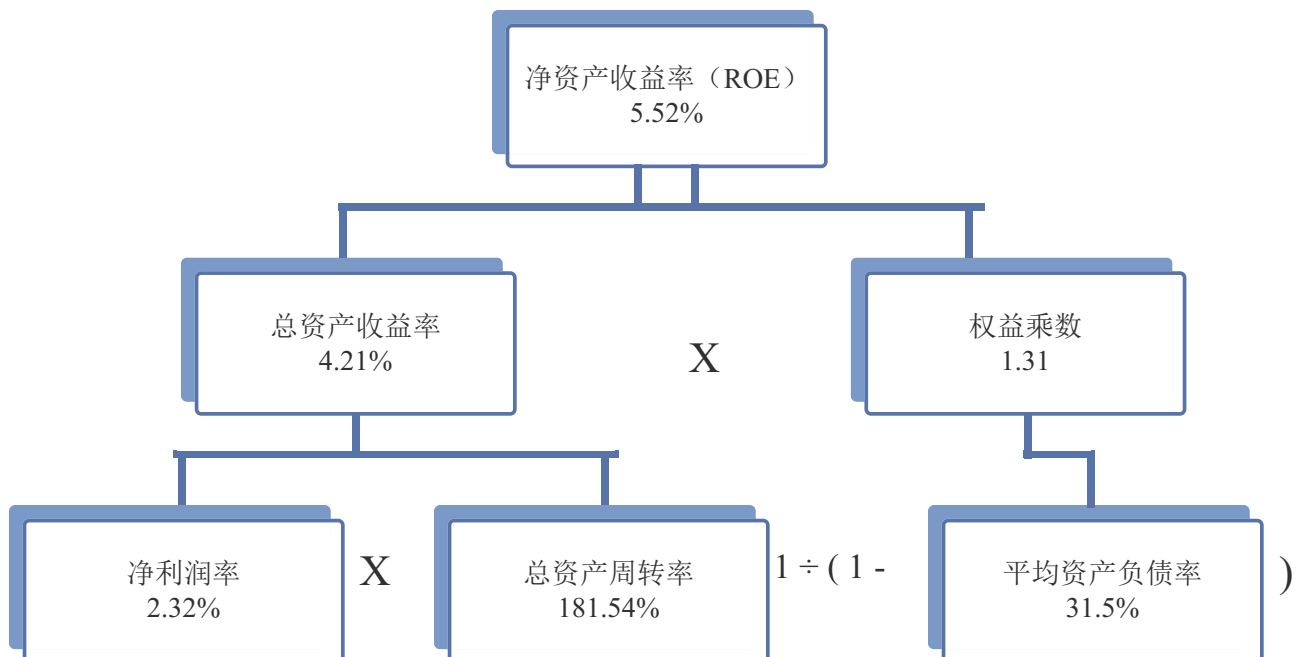 净资产收益率（ROE）
5.52%
总资产收益率
4.21%
X
权益乘数
1.31
净利润率
2.32%
X
总资产周转率
181.54%
1 ÷ ( 1 -
平均资产负债率
31.5%
)